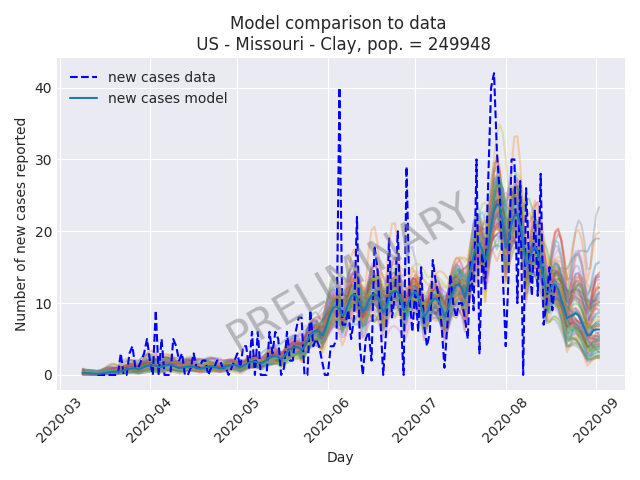 Model comparison to data
US - Missouri - Clay, pop. = 249948
new cases data
new cases model
PRELIMINARY
Number of new cases reported
40
30
20
10
0
2020-03
2020-04
2020-05
2020-06
2020-07
2020-08
2020-09
Day